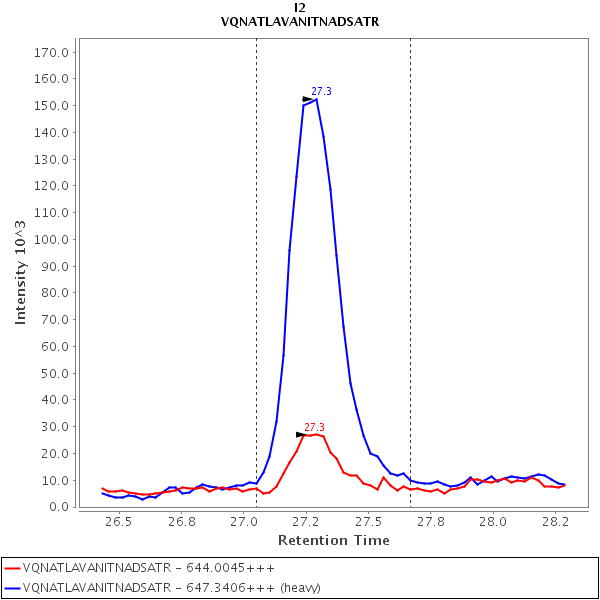 I2
VQNATLAVANITNADSATR
170.0
160.0
150.0
140.0
130.0
120.0
110.0
100.0
90.0
80.0
70.0
60.0
50.0
40.0
30.0
20.0
10.0
0.0
Intensity 10^3
27.3
27.3
26.5 26.8 27.0 27.2 27.5 27.8 28.0 28.2
Retention Time
VQNATLAVANITNADSATR - 644.0045+++
VQNATLAVANITNADSATR - 647.3406+++ (heavy)